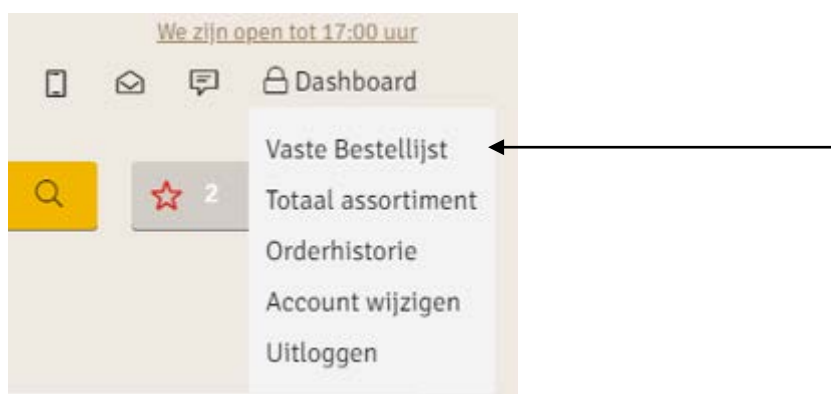 We zijn open tot 17:00 uur
Dashboard
Vaste Bestellijst
2
Totaal assortiment
Orderhistorie
Account wijzigen
Uitloggen